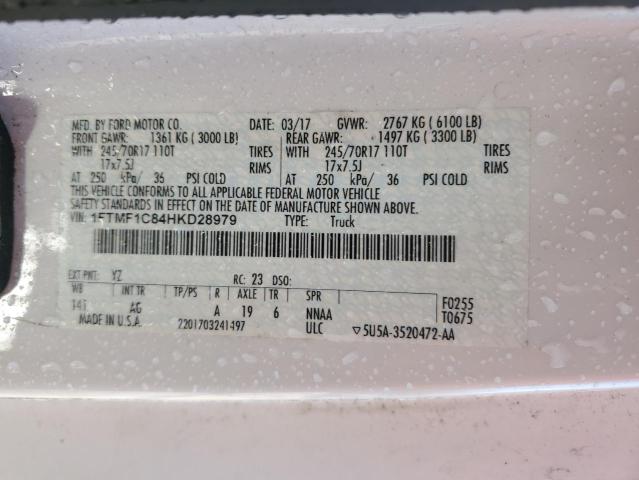 MFD. BY FORD MOTOR CO. DATE: 03/17 GVWR: 2767 KG ( 6100 LB)
FRONT GAWR: 1361 KG ( 3000 LB) REAR GAWR: 1497 KG ( 3300 LB)
WITH 245/70R17 110T TIRES WITH 245/70R17 110T TIRES
17x7.5J RIMS 17x7.5J RIMS
AT 250 kPa/ 36 PSI COLD AT 250 kPa/ 36 PSI COLD
THIS VEHICLE CONFORMS TO ALL APPLICABLE FEDERAL MOTOR VEHICLE
SAFETY STANDARDS IN EFFECT ON THE DATE OF MANUFACTURE SHOWN ABOVE.
VIN: 1FTMF1C84HKD28979 TYPE: Truck
EXT PNT: YZ RC: 23 DSO:
WB INT TR TP/PS R AXLE TR SPR F0255
141 AG A 19 6 NNAA T0675
MADE IN U.S.A. 2201703241497 ULC ▽5U5A-3520472-AA